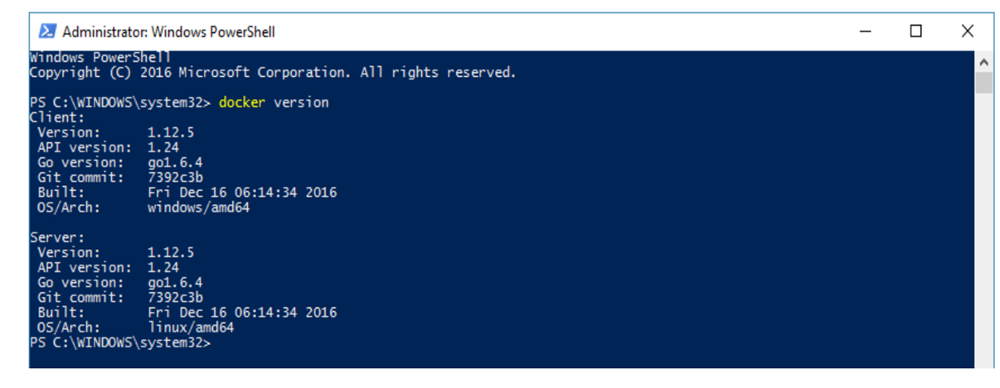 Administrator: Windows PowerShell
Windows PowerShell
Copyright (C) 2016 Microsoft Corporation. All rights reserved.
PS C:\WINDOWS\system32> docker version
Client:
Version: 1.12.5
API version: 1.24
Go version: go1.6.4
Git commit: 7392c3b
Built: Fri Dec 16 06:14:34 2016
OS/Arch: windows/amd64
Server:
Version: 1.12.5
API version: 1.24
Go version: go1.6.4
Git commit: 7392c3b
Built: Fri Dec 16 06:14:34 2016
OS/Arch: linux/amd64
PS C:\WINDOWS\system32>